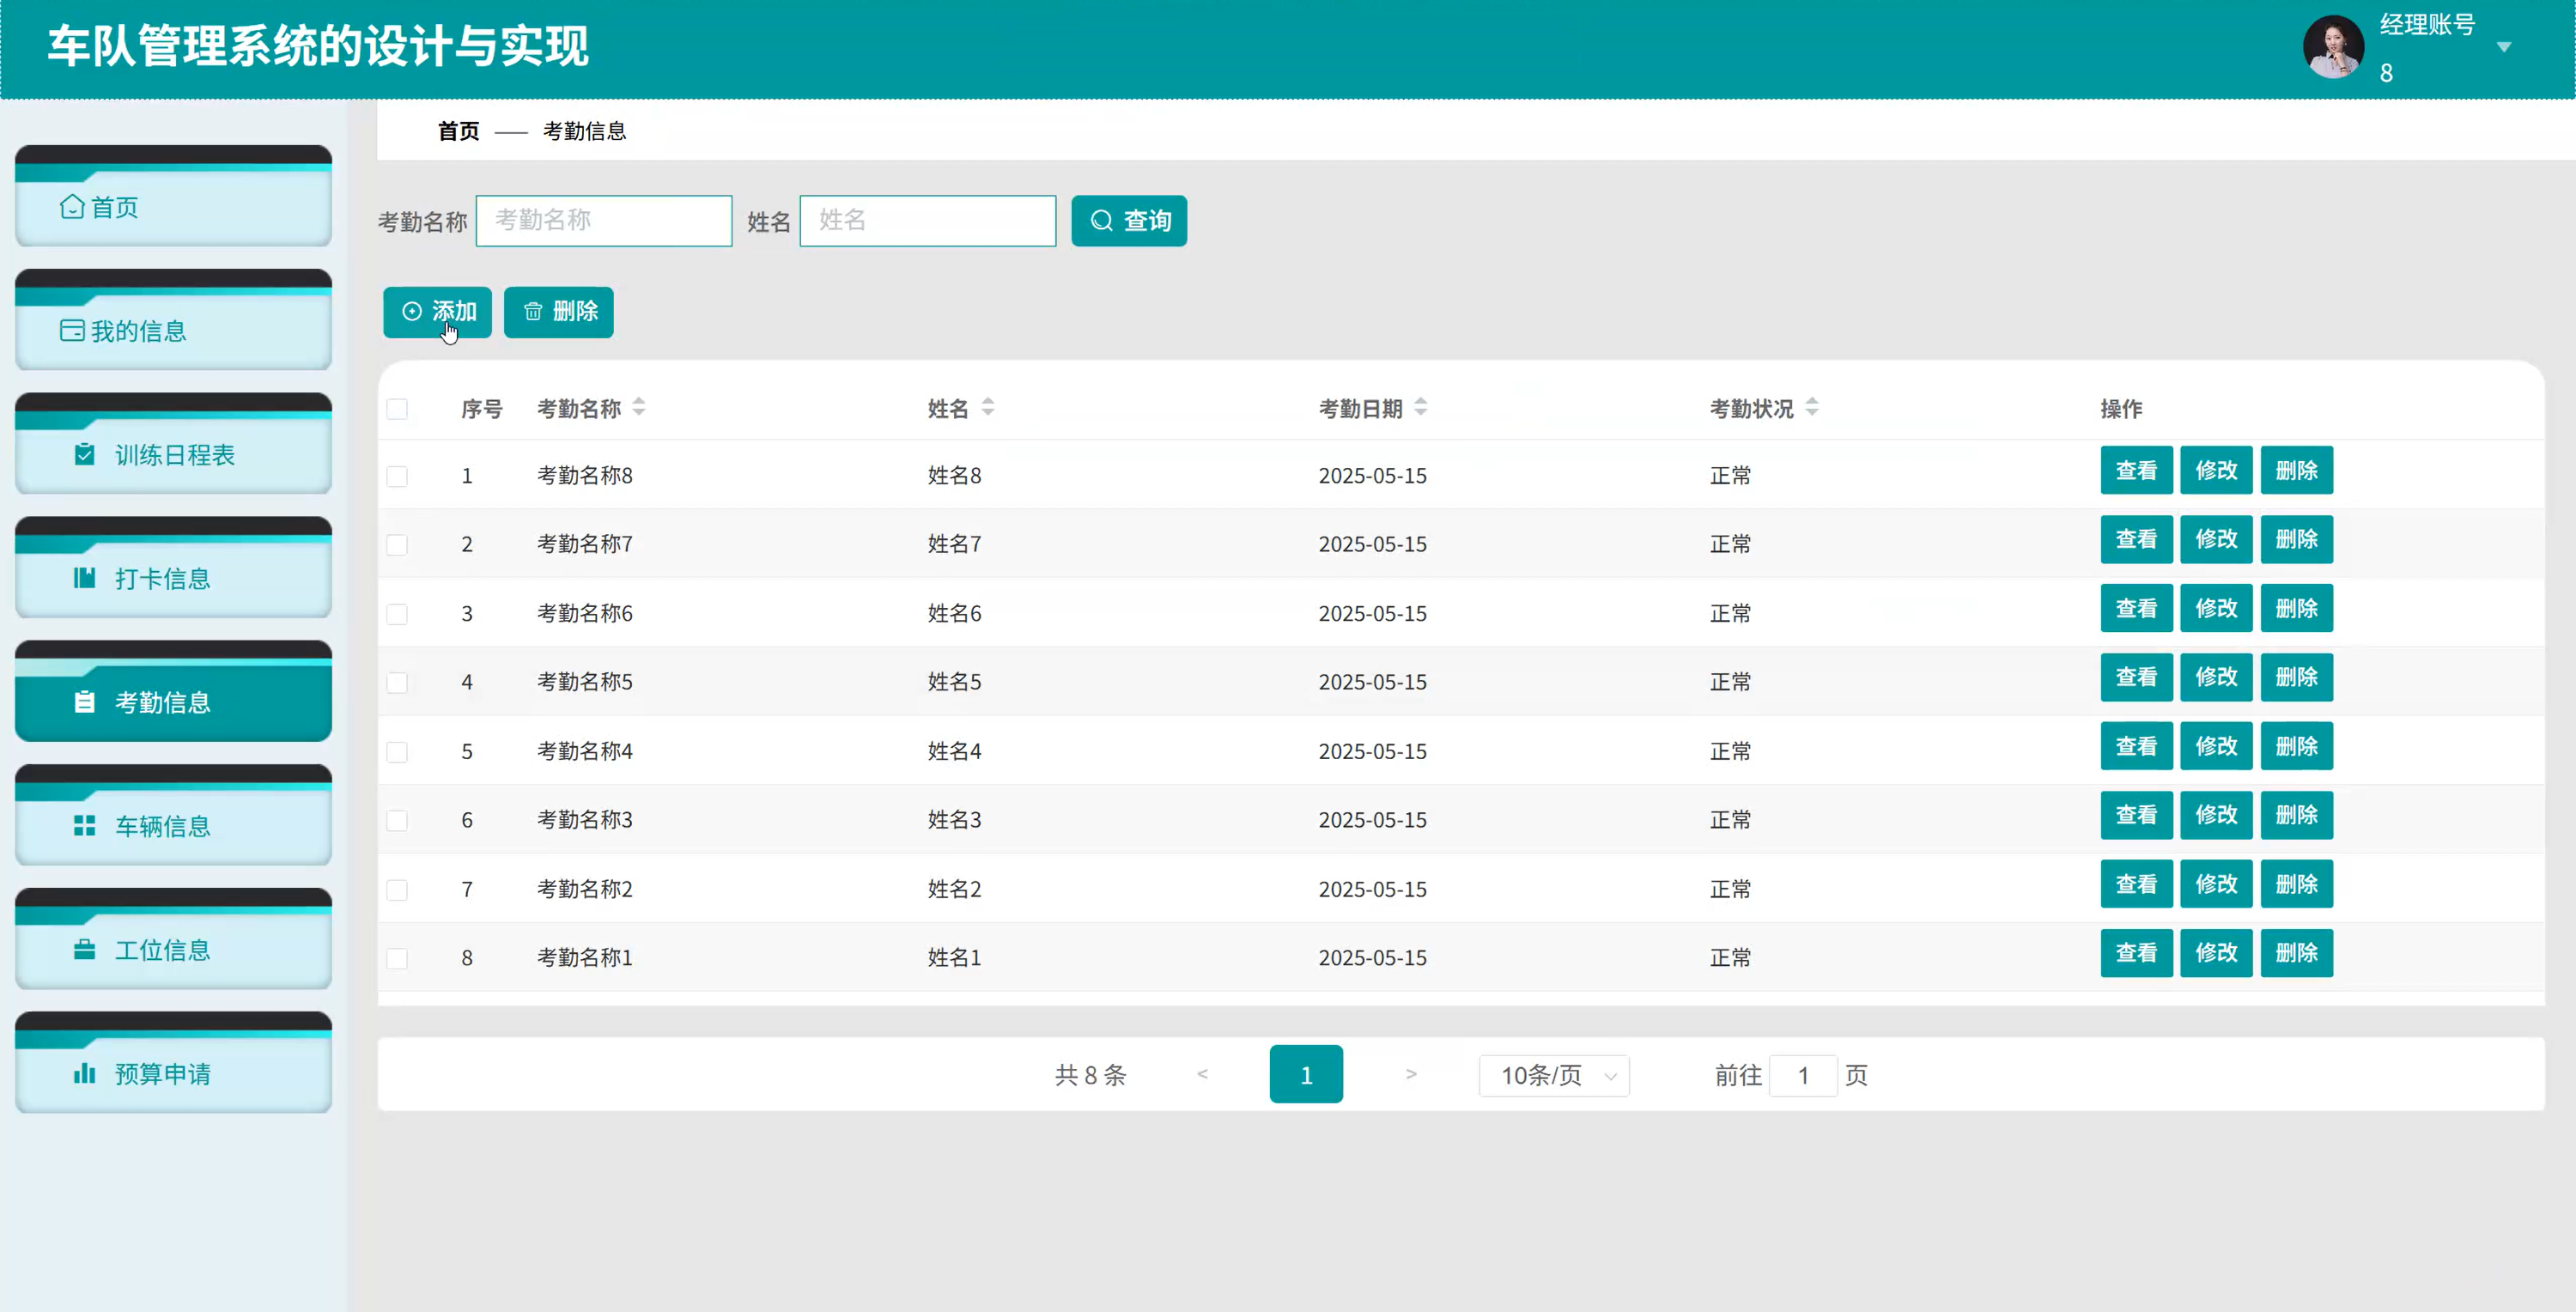 车队管理系统的设计与实现
经理账号
8
首页 —— 考勤信息
首页
我的信息
训练日程表
打卡信息
考勤信息
车辆信息
工位信息
预算申请
考勤名称 考勤名称 姓名 姓名 查询
添加 删除
序号 考勤名称 姓名 考勤日期 考勤状况 操作
1 考勤名称8 姓名8 2025-05-15 正常 查看 修改 删除
2 考勤名称7 姓名7 2025-05-15 正常 查看 修改 删除
3 考勤名称6 姓名6 2025-05-15 正常 查看 修改 删除
4 考勤名称5 姓名5 2025-05-15 正常 查看 修改 删除
5 考勤名称4 姓名4 2025-05-15 正常 查看 修改 删除
6 考勤名称3 姓名3 2025-05-15 正常 查看 修改 删除
7 考勤名称2 姓名2 2025-05-15 正常 查看 修改 删除
8 考勤名称1 姓名1 2025-05-15 正常 查看 修改 删除
共 8 条 < 1 > 10条/页 前往 1 页